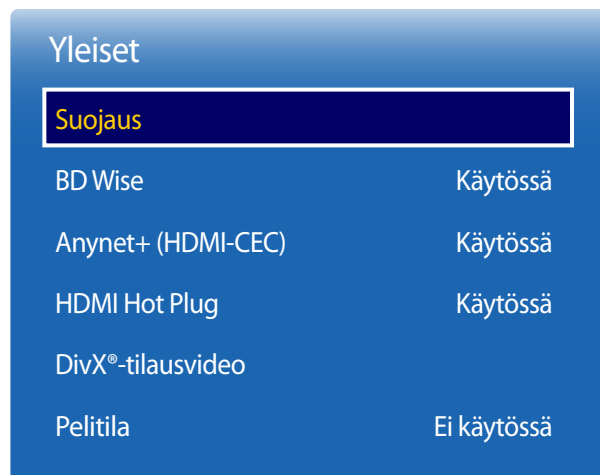 Yleiset
Suojaus
BD Wise Käytössä
Anynet+ (HDMI-CEC) Käytössä
HDMI Hot Plug Käytössä
DivX®-tilausvideo
Pelitila Ei käytössä